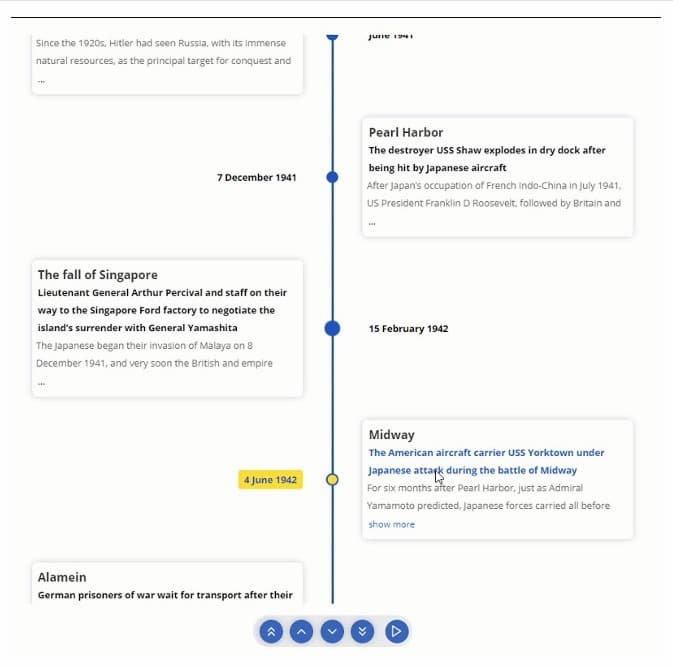 Since the 1920s, Hitler had seen Russia, with its immense
natural resources, as the principal target for conquest and
...
June 1941
Pearl Harbor
The destroyer USS Shaw explodes in dry dock after
being hit by Japanese aircraft
After Japan's occupation of French Indo-China in July 1941,
US President Franklin D Roosevelt, followed by Britain and
...
7 December 1941
The fall of Singapore
Lieutenant General Arthur Percival and staff on their
way to the Singapore Ford factory to negotiate the
island's surrender with General Yamashita
The Japanese began their invasion of Malaya on 8
December 1941, and very soon the British and empire
...
15 February 1942
Midway
The American aircraft carrier USS Yorktown under
Japanese attack during the battle of Midway
For six months after Pearl Harbor, just as Admiral
Yamamoto predicted, Japanese forces carried all before
show more
4 June 1942
Alamein
German prisoners of war wait for transport after their